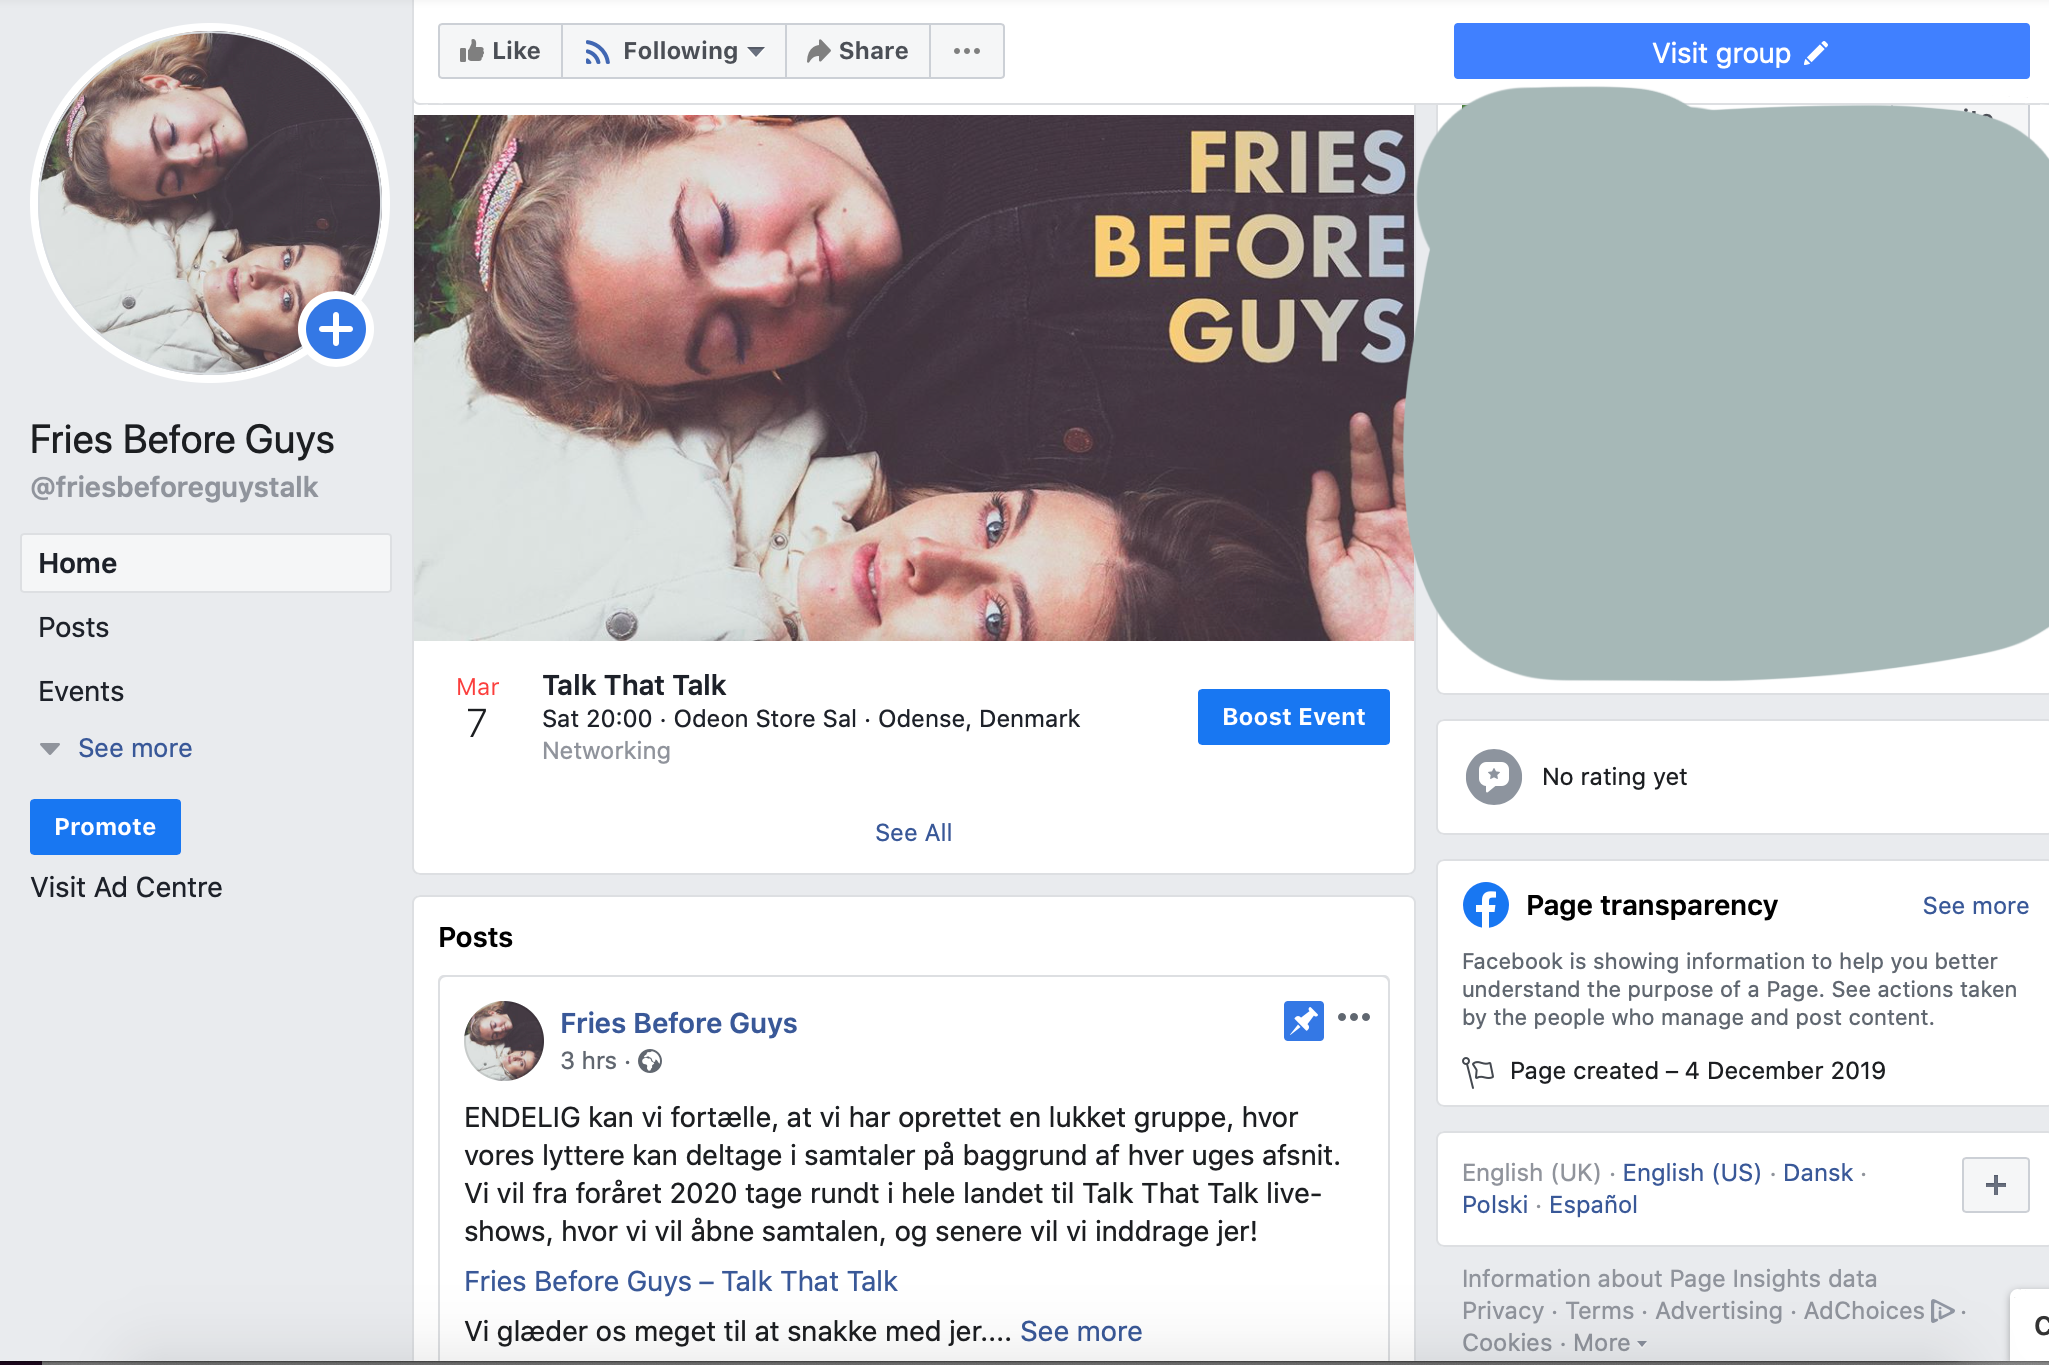 Like
Following
Share
Visit group
FRIES
BEFORE
GUYS
Fries Before Guys
@friesbeforeguystalk
Home
Posts
Events
See more
Promote
Visit Ad Centre
Mar
7
Talk That Talk
Sat 20:00 · Odeon Store Sal · Odense, Denmark
Networking
Boost Event
See All
Posts
Fries Before Guys
3 hrs ·
ENDELIG kan vi fortælle, at vi har oprettet en lukket gruppe, hvor
vores lyttere kan deltage i samtaler på baggrund af hver uges afsnit.
Vi vil fra foråret 2020 tage rundt i hele landet til Talk That Talk live-
shows, hvor vi vil åbne samtalen, og senere vil vi inddrage jer!
Fries Before Guys – Talk That Talk
Vi glæder os meget til at snakke med jer.... See more
No rating yet
Page transparency
See more
Facebook is showing information to help you better
understand the purpose of a Page. See actions taken
by the people who manage and post content.
Page created – 4 December 2019
English (UK) · English (US) · Dansk ·
Polski · Español
Information about Page Insights data
Privacy · Terms · Advertising · AdChoices ·
Cookies · More